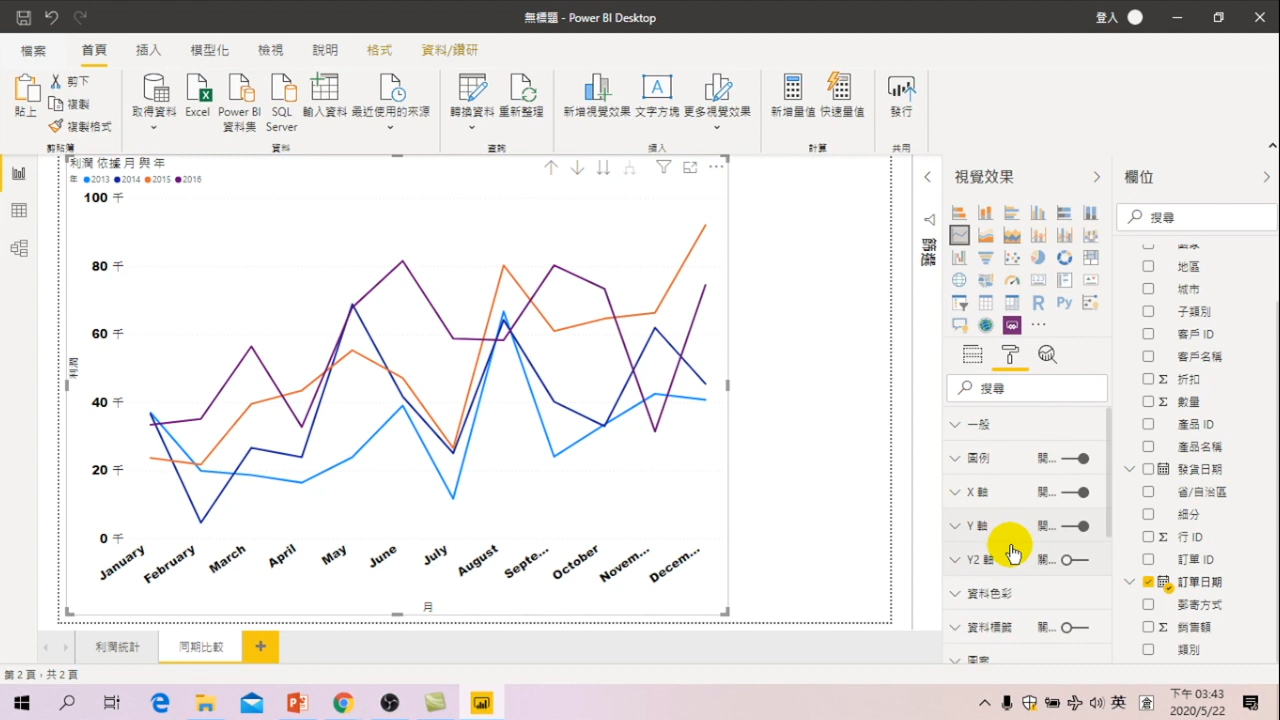 無標題 - Power BI Desktop
登入
檔案 首頁 插入 模型化 檢視 說明 格式 資料/鑽研
貼上
剪下
複製
複製格式
剪貼簿
取得資料
Excel
Power BI
資料集
SQL
Server
輸入資料
最近使用的來源
資料
轉換資料
重新整理
查詢
新增視覺效果
文字方塊
更多視覺效果
插入
新增量值
快速量值
計算
發行
共用
利潤 依據 月 與 年
年 2013 2014 2015 2016
100 千
80 千
60 千
40 千
20 千
0 千
利潤
January
February
March
April
May
June
July
August
Septe...
October
Novem...
Decem...
月
篩選
視覺效果
R
Py
搜尋
一般
圖例 開...
X 軸 開...
Y 軸 開...
Y2 軸 關...
資料色彩
資料標籤 關...
圖案
欄位
搜尋
國家
地區
城市
子類別
客戶 ID
客戶名稱
Σ 折扣
Σ 數量
產品 ID
產品名稱
發貨日期
省/自治區
細分
Σ 行 ID
訂單 ID
訂單日期
郵寄方式
Σ 銷售額
類別
利潤統計
同期比較
第 2 頁，共 2 頁
英
下午 03:43
2020/5/22